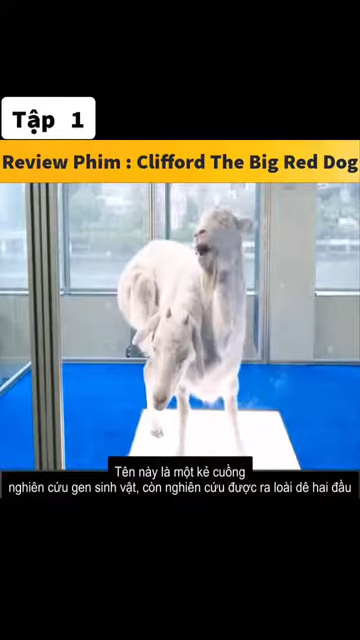 Tập 1
Review Phim : Clifford The Big Red Dog
Tên này là một kẻ cuồng
nghiên cứu gen sinh vật, còn nghiên cứu được ra loài dê hai đầu